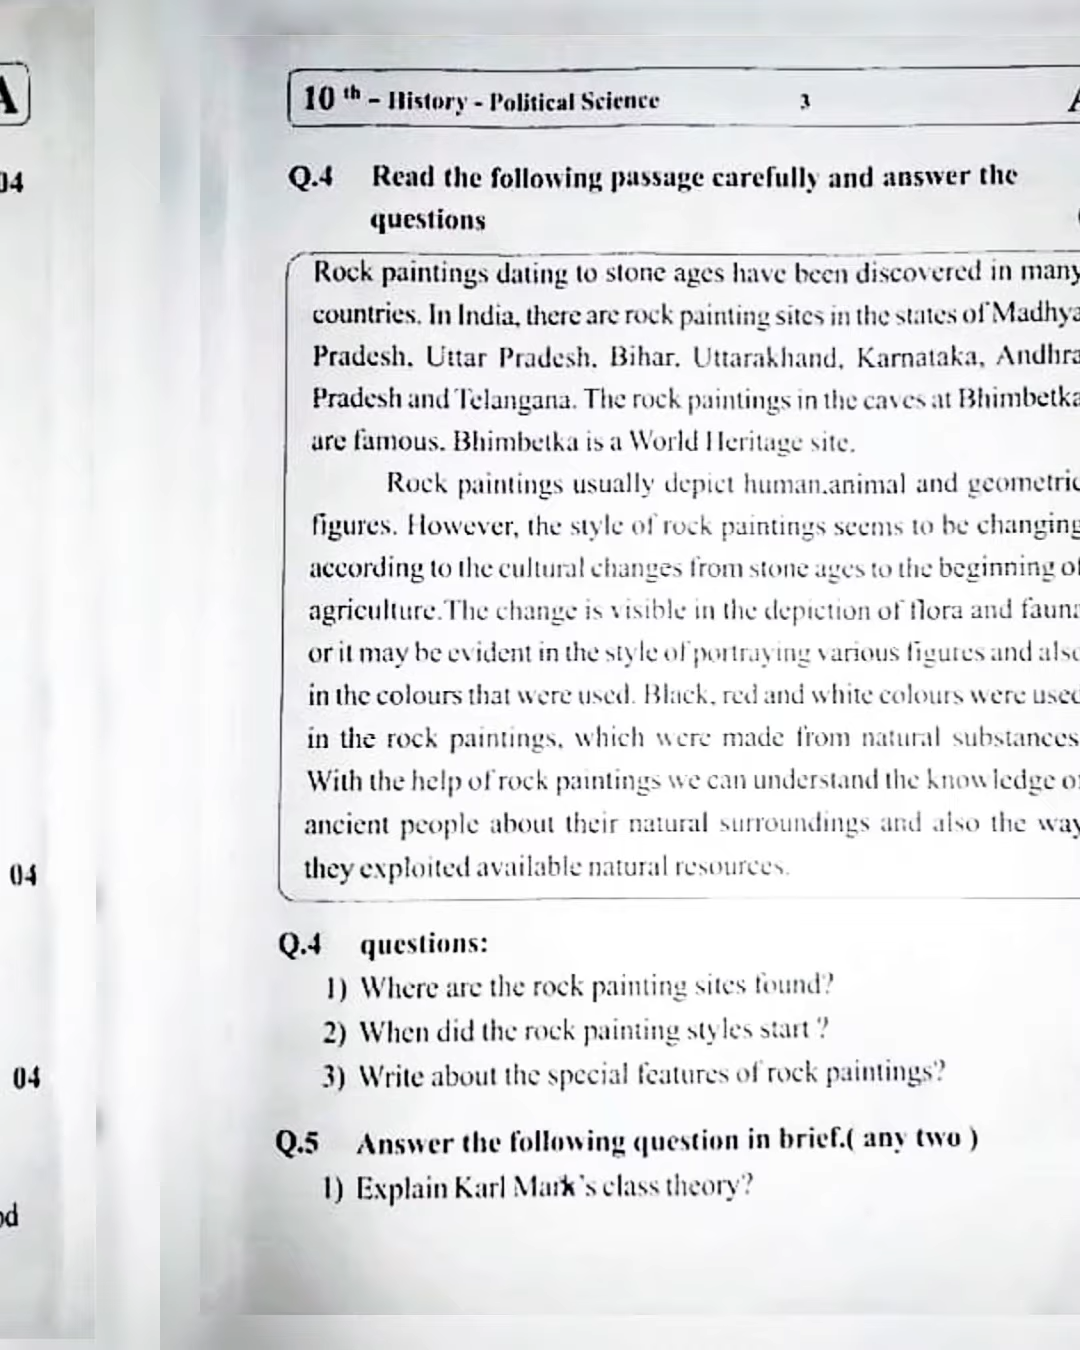 A
04
04
04
od
10 th - History - Political Science 3
Q.4 Read the following passage carefully and answer the
questions
Rock paintings dating to stone ages have been discovered in many
countries. In India, there are rock painting sites in the states of Madhya
Pradesh, Uttar Pradesh, Bihar, Uttarakhand, Karnataka, Andhra
Pradesh and Telangana. The rock paintings in the caves at Bhimbetka
are famous. Bhimbetka is a World Heritage site.
Rock paintings usually depict human.animal and geometric
figures. However, the style of rock paintings seems to be changing
according to the cultural changes from stone ages to the beginning of
agriculture.The change is visible in the depiction of flora and fauna
or it may be evident in the style of portraying various figures and also
in the colours that were used. Black, red and white colours were used
in the rock paintings, which were made from natural substances
With the help of rock paintings we can understand the knowledge of
ancient people about their natural surroundings and also the way
they exploited available natural resources.
Q.4 questions:
1) Where are the rock painting sites found?
2) When did the rock painting styles start ?
3) Write about the special features of rock paintings?
Q.5 Answer the following question in brief.( any two )
1) Explain Karl Mark's class theory?